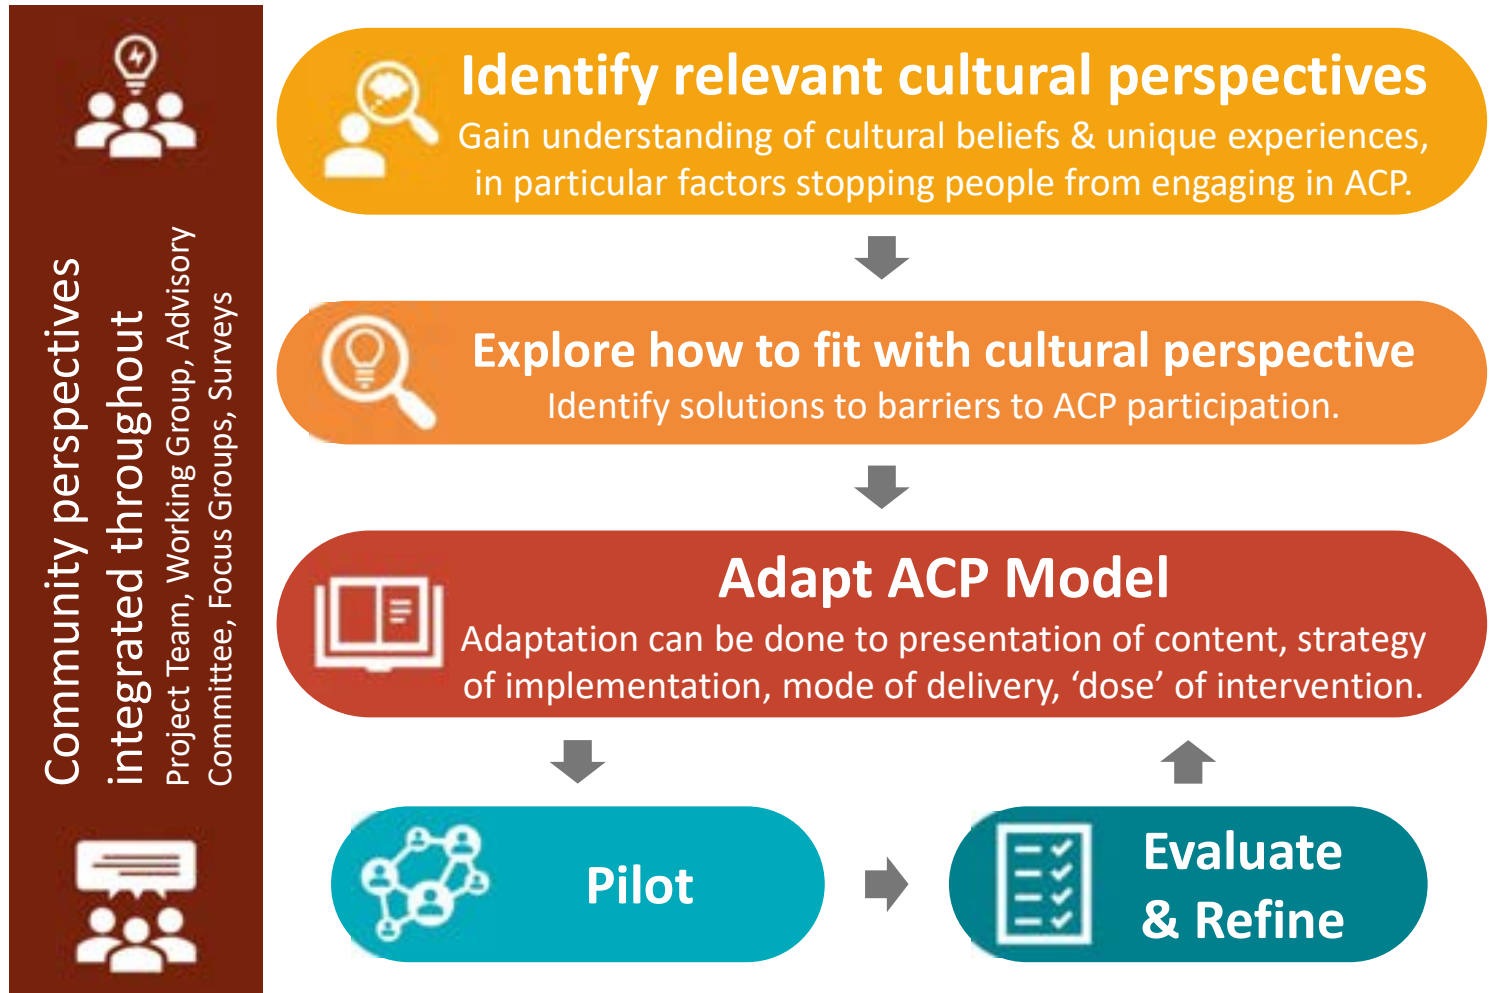 Community perspectives
integrated throughout
Project Team, Working Group, Advisory
Committee, Focus Groups, Surveys
Identify relevant cultural perspectives
Gain understanding of cultural beliefs & unique experiences,
in particular factors stopping people from engaging in ACP.
Explore how to fit with cultural perspective
Identify solutions to barriers to ACP participation.
Adapt ACP Model
Adaptation can be done to presentation of content, strategy
of implementation, mode of delivery, ‘dose’ of intervention.
Pilot
Evaluate
& Refine